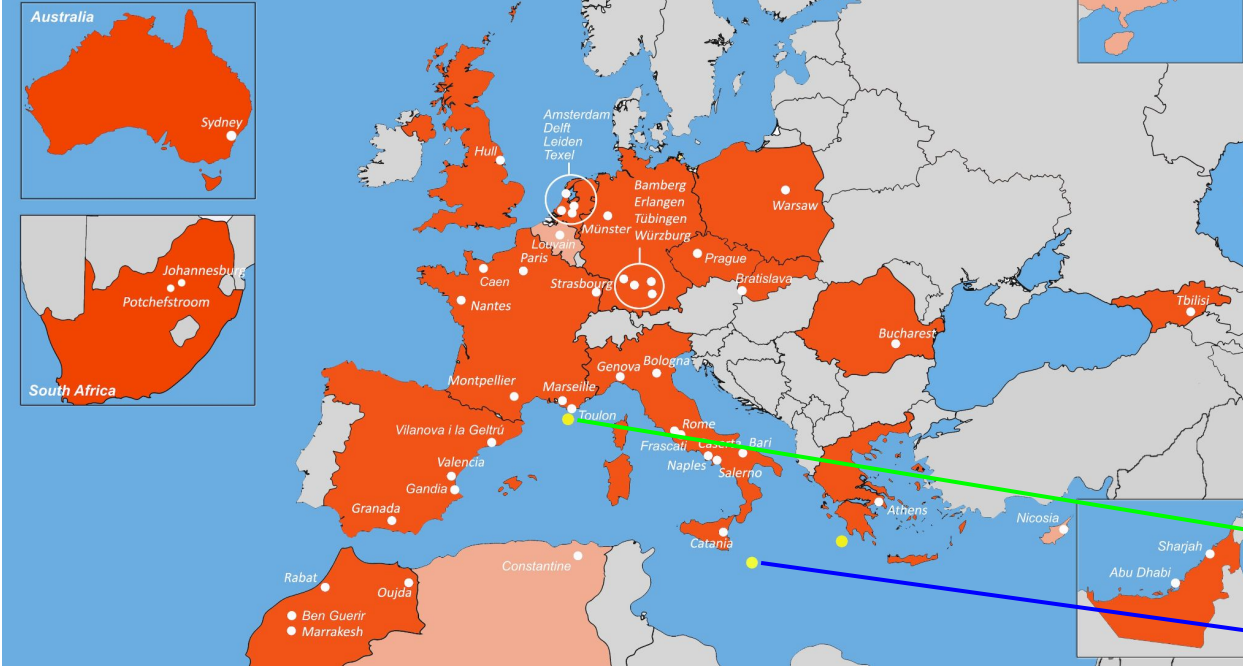 Australia
Sydney
Johannesburg
Potchefstroom
South Africa
Hull
Amsterdam
Delft
Leiden
Texel
Bamberg
Erlangen
Tübingen
Würzburg
Münster
Louvain
Paris
Caen
Strasbourg
Nantes
Warsaw
Prague
Bratislava
Bucharest
Tbilisi
Montpellier
Marseille
Toulon
Genova
Bologna
Vilanova i la Geltrú
Valencia
Gandia
Granada
Rome
Frascati
Caserta
Bari
Naples
Salerno
Catania
Athens
Nicosia
Constantine
Rabat
Oujda
Ben Guerir
Marrakesh
Sharjah
Abu Dhabi